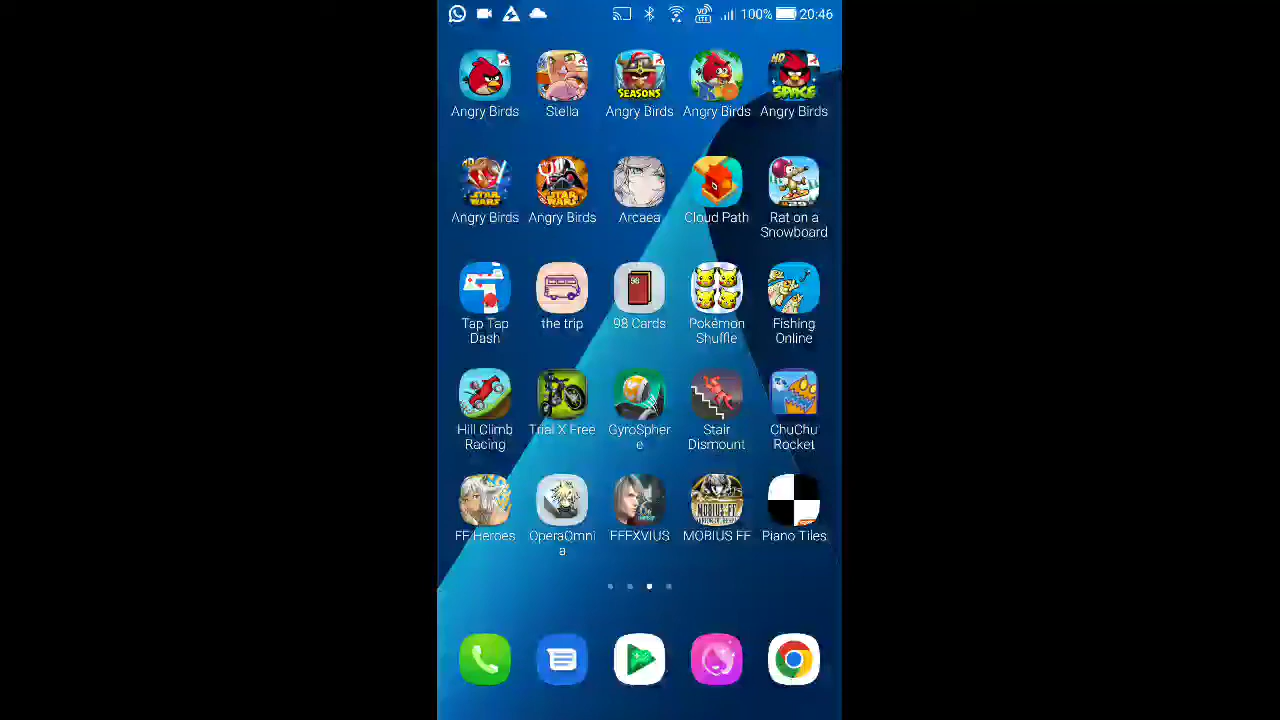 100% 20:46
Angry Birds Stella Angry Birds Angry Birds Angry Birds
Angry Birds Angry Birds Arcaea Cloud Path Rat on a
Snowboard
Tap Tap the trip 98 Cards Pokémon Fishing
Dash Shuffle Online
Hill Climb Trial X Free GyroSpher Stair ChuChu
Racing e Dismount Rocket
FF Heroes OperaOmni FFFXVIUS MOBIUS FF Piano Tiles
a